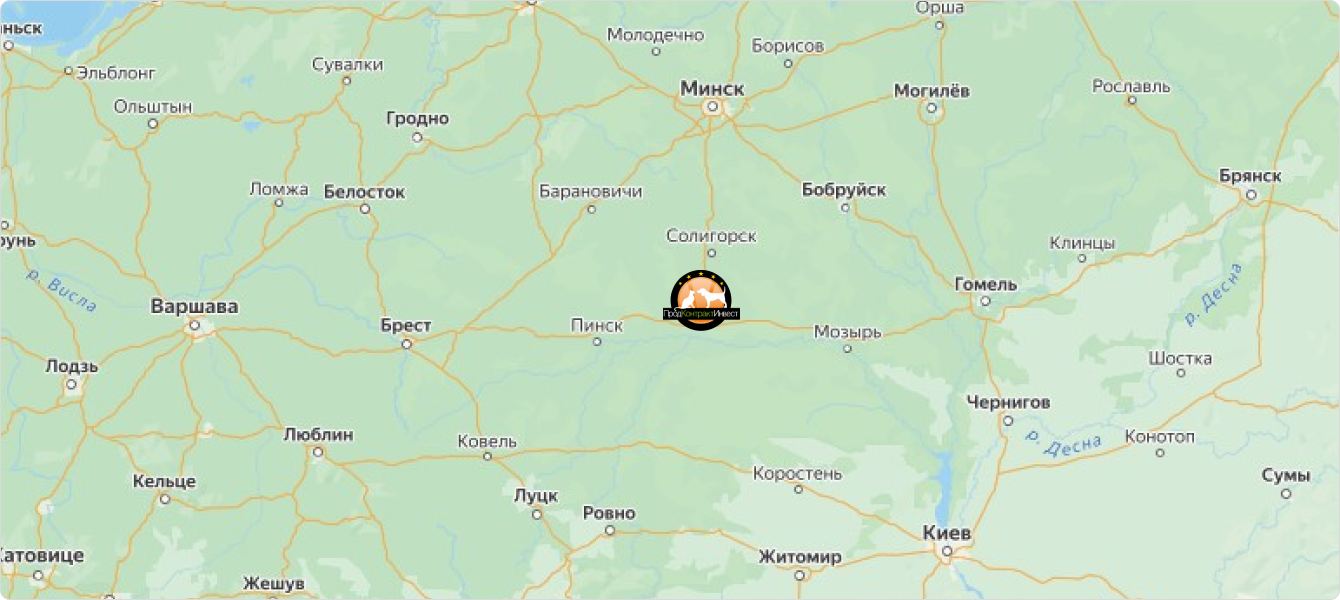 Орша
ньск
Молодечно
Борисов
Сувалки
Эльблонг
Минск
Рославль
Могилёв
Ольштын
Гродно
Брянск
Ломжа
Белосток
Барановичи
Бобруйск
Солигорск
рунь
Клинцы
р. Висла
Гомель
р. Десна
Варшава
ПродКонтрактИнвест
Брест
Пинск
Мозырь
Шостка
Лодзь
Чернигов
Люблин
Ковель
р. Десна
Конотоп
Коростень
Сумы
Кельце
Луцк
Ровно
Киев
Катовице
Житомир
Жешув